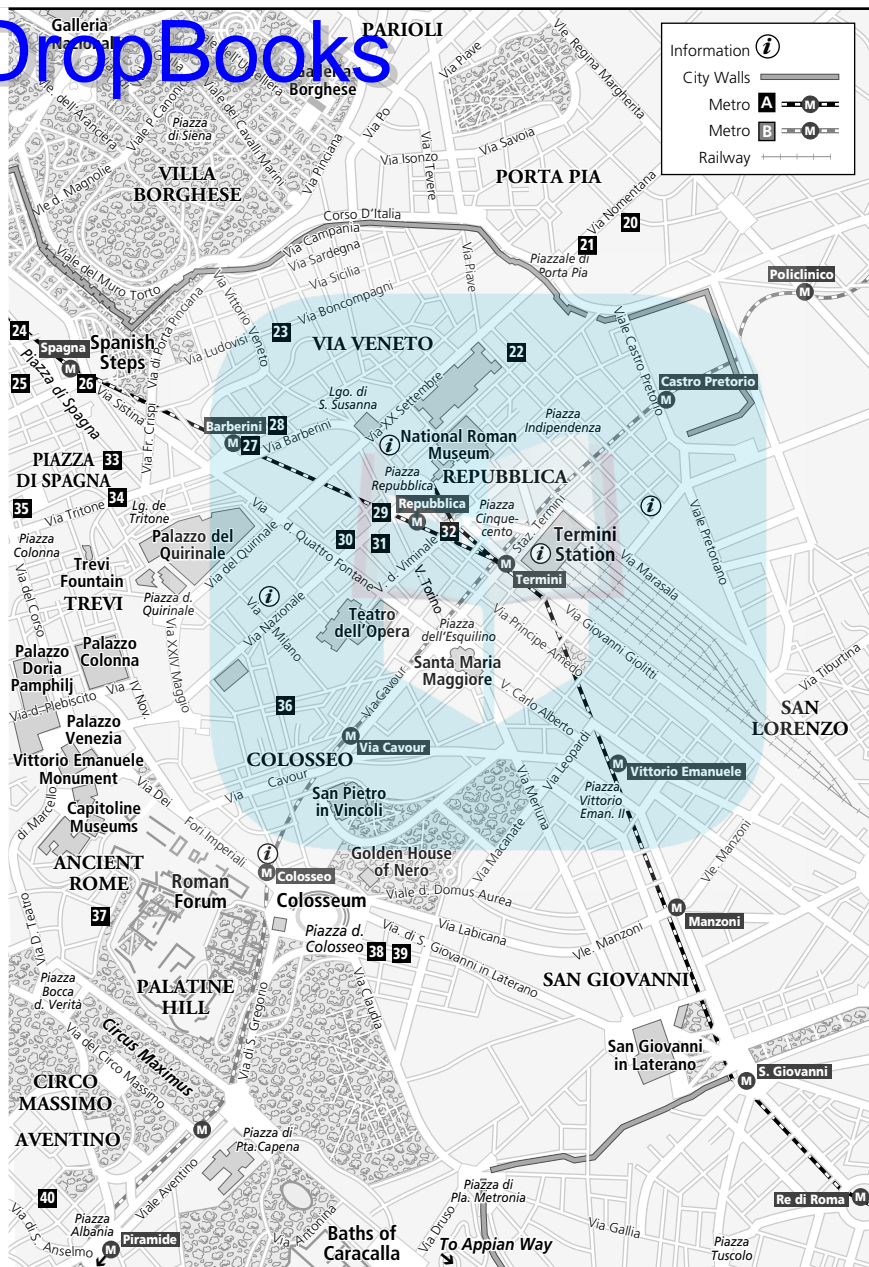 DropBooks
Galleria
Nazionale
PARIOLI
Galleria
Borghese
Via Piave
Vle. Regina Margherita
Information i
City Walls
Metro A M
Metro B M
Railway
Vle. dell'Aranciera
Viale P. Canonica
Piazza
di Siena
Viale dei Cavalli Marini
Via Pinciana
Via Po
Via Isonzo
Via Tevere
Via Savoia
VILLA
BORGHESE
Vle d. Magnolie
PORTA PIA
Via Nomentana
20
21
Corso D'Italia
Via Campania
Via Sardegna
Via Sicilia
Via Piave
Piazzale di
Porta Pia
Policlinico
M
Viale del Muro Torto
Via di Porta Pinciana
Via Vittorio
Veneto
Via Boncompagni
Via Ludovisi
23
VIA VENETO
22
Viale Castro Pretorio
24
Spagna
M
Spanish
Steps
25
26
Piazza di Spagna
Via Sistina
Via Fr. Crispi
Lgo. di
S. Susanna
Via XX Settembre
Castro Pretorio
M
Barberini
M
28
27
Via Barberini
i
National Roman
Museum
Piazza
Indipendenza
PIAZZA
DI SPAGNA
33
34
35
Via Tritone
Lg. de
Tritone
Piazza
Repubblica
REPUBBLICA
Repubblica
M
29
30
31
32
Piazza
Cinque-
cento
Staz. Termini
i
Viale Pretoriano
Piazza
Colonna
Palazzo del
Quirinale
Via del Quirinale
Via
d. Quattro Fontane
V. d. Viminale
i
Termini
Station
M
Termini
Via Marasala
Trevi
Fountain
TREVI
Piazza d.
Quirinale
i
Via Nazionale
Via
Milano
V. Torino
Teatro
dell'Opera
Piazza
dell'Esquilino
Via Principe Amedeo
Via Giovanni Giolitti
Via del Corso
Via XXIV Maggio
Palazzo
Doria
Pamphilj
Palazzo
Colonna
Santa Maria
Maggiore
Via Tiburtina
Via d. Plebiscito
Via
IV Nov.
36
Via Cavour
V. Carlo Alberto
SAN
LORENZO
Palazzo
Venezia
M
Via Cavour
COLOSSEO
Via Leopardi
M
Vittorio Emanuele
Vittorio Emanuele
Monument
Via
Cavour
San Pietro
in Vincoli
Via Merluna
Piazza
Vittorio
Eman. II
di Marcello
Via Dei
Fori Imperiali
Capitoline
Museums
Via Macanate
Vle. Manzoni
ANCIENT
ROME
Roman
Forum
i
M
Colosseo
Golden House
of Nero
Viale d. Domus Aurea
Colosseum
M
Manzoni
37
Via D. Teatro
Piazza d.
Colosseo
38
39
Via Labicana
Via. di S. Giovanni in Laterano
Vle. Manzoni
Piazza
Bocca
d. Verità
PALATINE
HILL
Via di S. Gregorio
Via Claudia
SAN GIOVANNI
Circus Maximus
Via del Circo Massimo
San Giovanni
in Laterano
S. Giovanni
M
CIRCO
MASSIMO
M
AVENTINO
Piazza di
Pta.Capena
40
Viale Aventino
Piazza di
Pla. Metronia
Re di Roma
M
Via di S. Anselmo
Piazza
Albania
M
Piramide
Via Antonina
Baths of
Caracalla
Via Druso
To Appian Way
Via Gallia
Piazza
Tuscolo